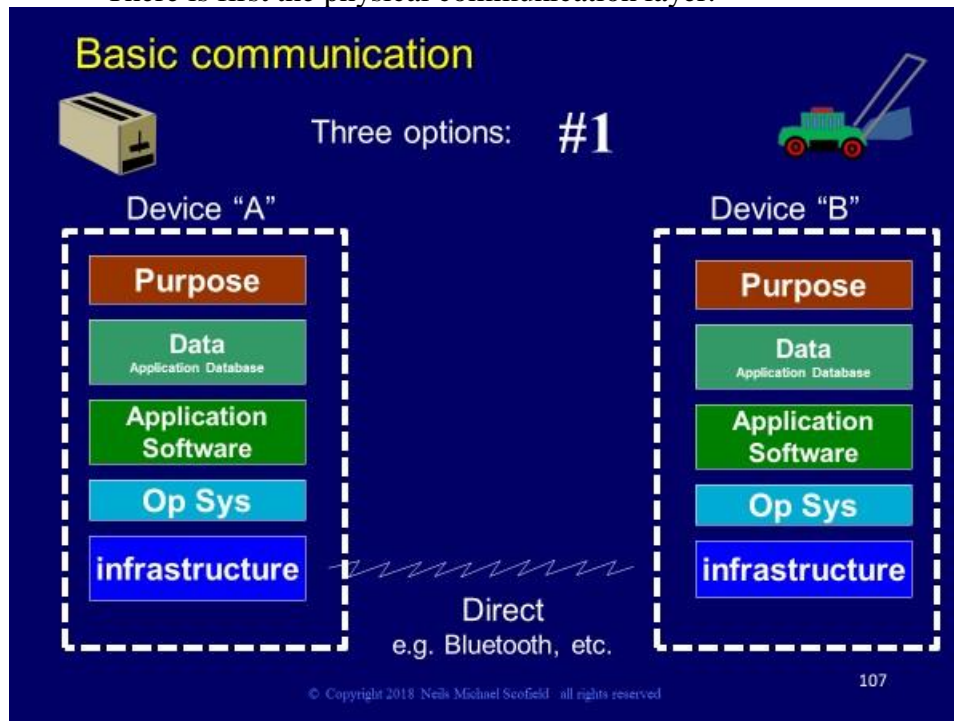 There is first the physical communication layer.
Basic communication
Three options: #1
Device “A”
Device “B”
Purpose
Data
Application Database
Application
Software
Op Sys
infrastructure
Purpose
Data
Application Database
Application
Software
Op Sys
infrastructure
Direct
e.g. Bluetooth, etc.
© Copyright 2018 Neils Michael Scofield all rights reserved
107